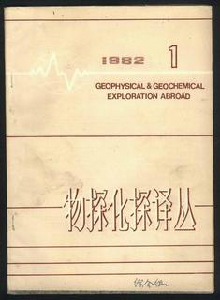 1982 1
GEOPHYSICAL & GEOCHEMICAL
EXPLORATION ABROAD
物探化探译丛